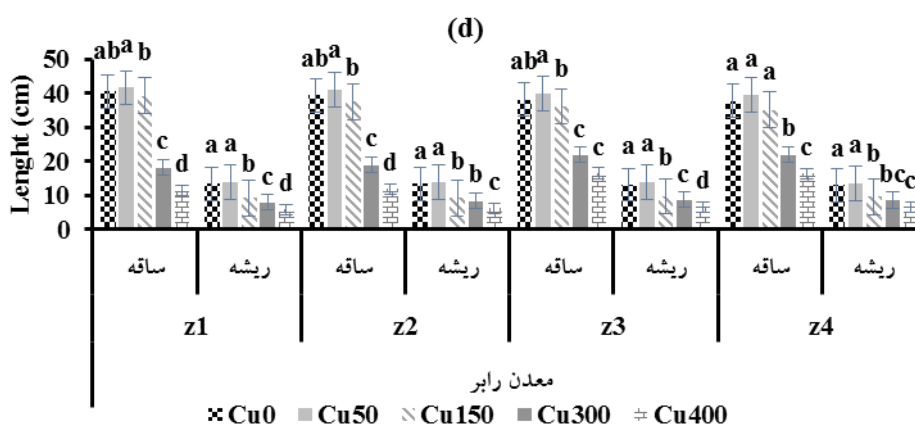 (d)
Lenght (cm)
50
40
30
20
10
0
ab a b c d a a b c d ab a b c d a a b b c ab a b c d a a b c d a a a b c a a b bc c
ساقه ریشه ساقه ریشه ساقه ریشه ساقه ریشه
z1 z2 z3 z4
معدن رابر
Cu0 Cu50 Cu150 Cu300 Cu400